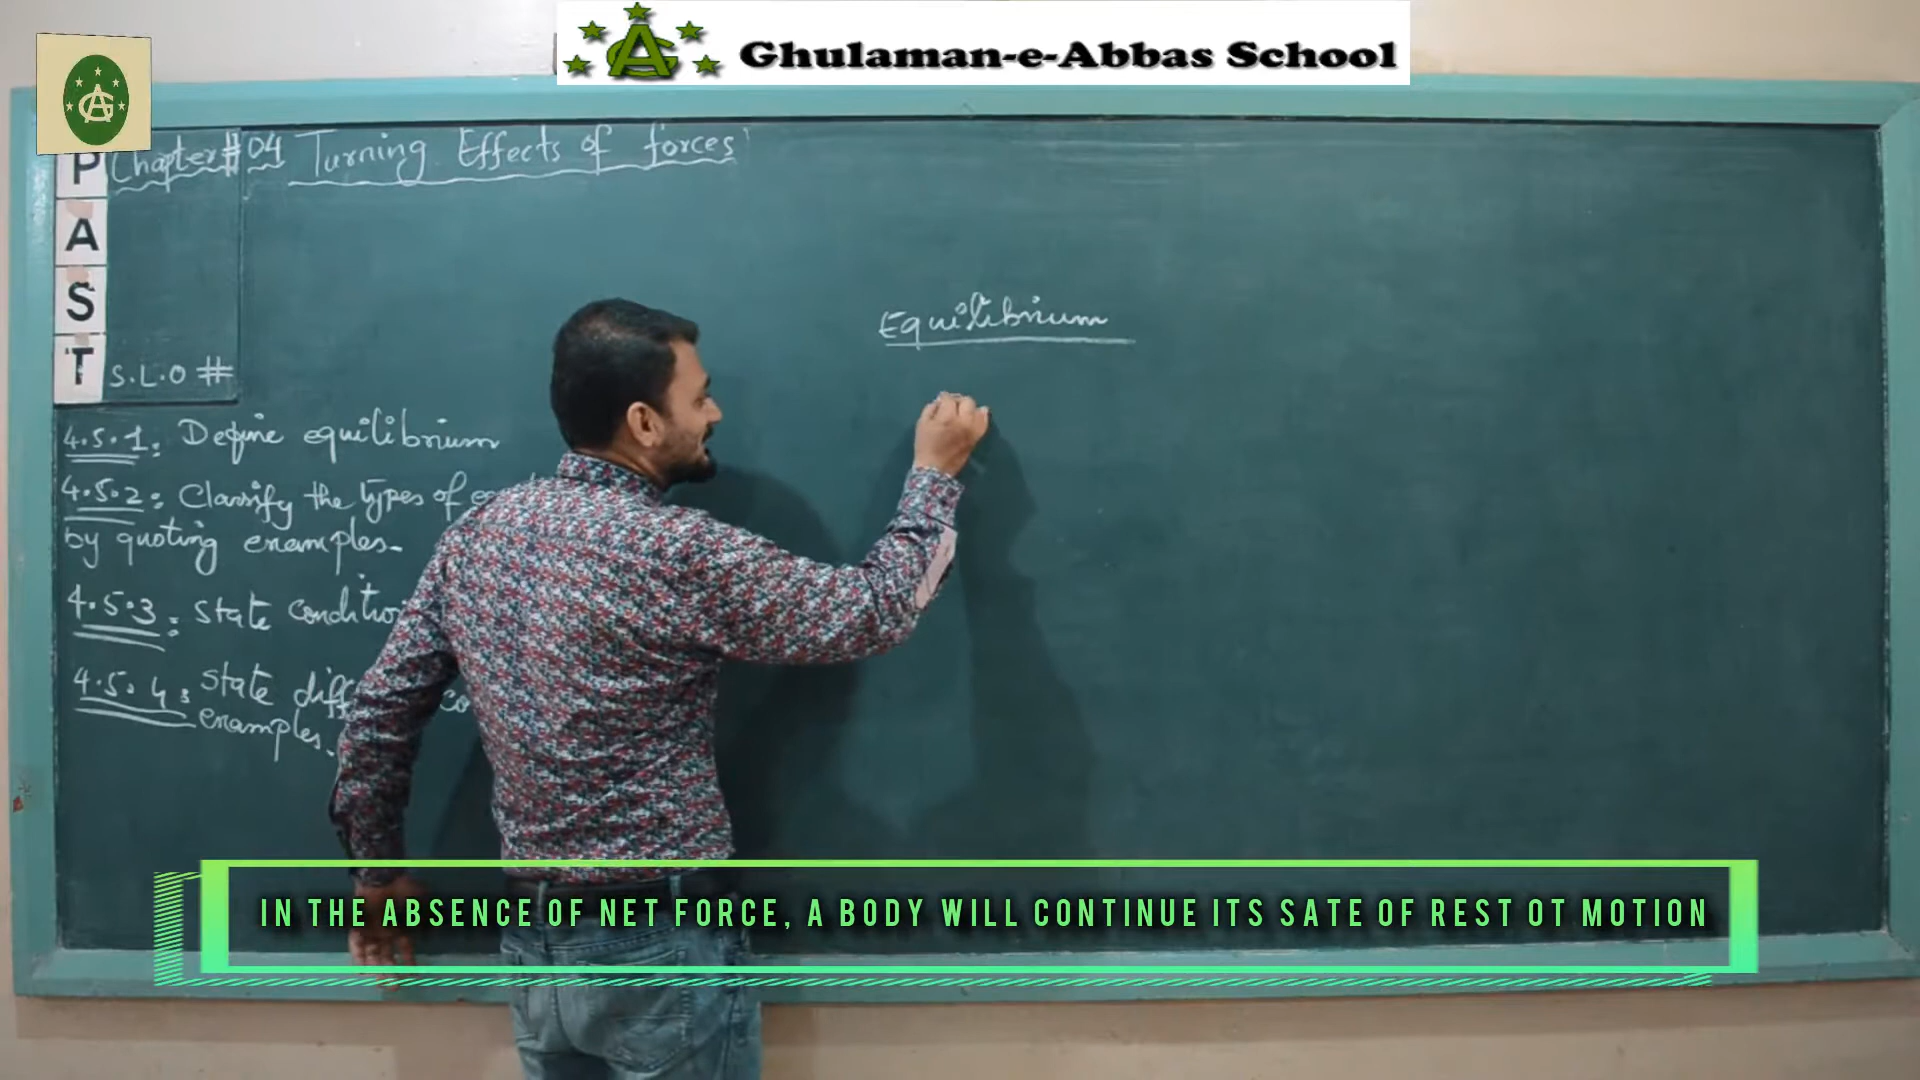 Ghulaman-e-Abbas School
Chapter# 04 Turning Effects of forces
P
A
S
T
S.L.O #
4.5.1: Define equilibrium
4.5.2: Classify the types of
by quoting examples.
4.5.3: State
4.5.4: State
examples.
Equilibrium
IN THE ABSENCE OF NET FORCE, A BODY WILL CONTINUE ITS SATE OF REST OT MOTION